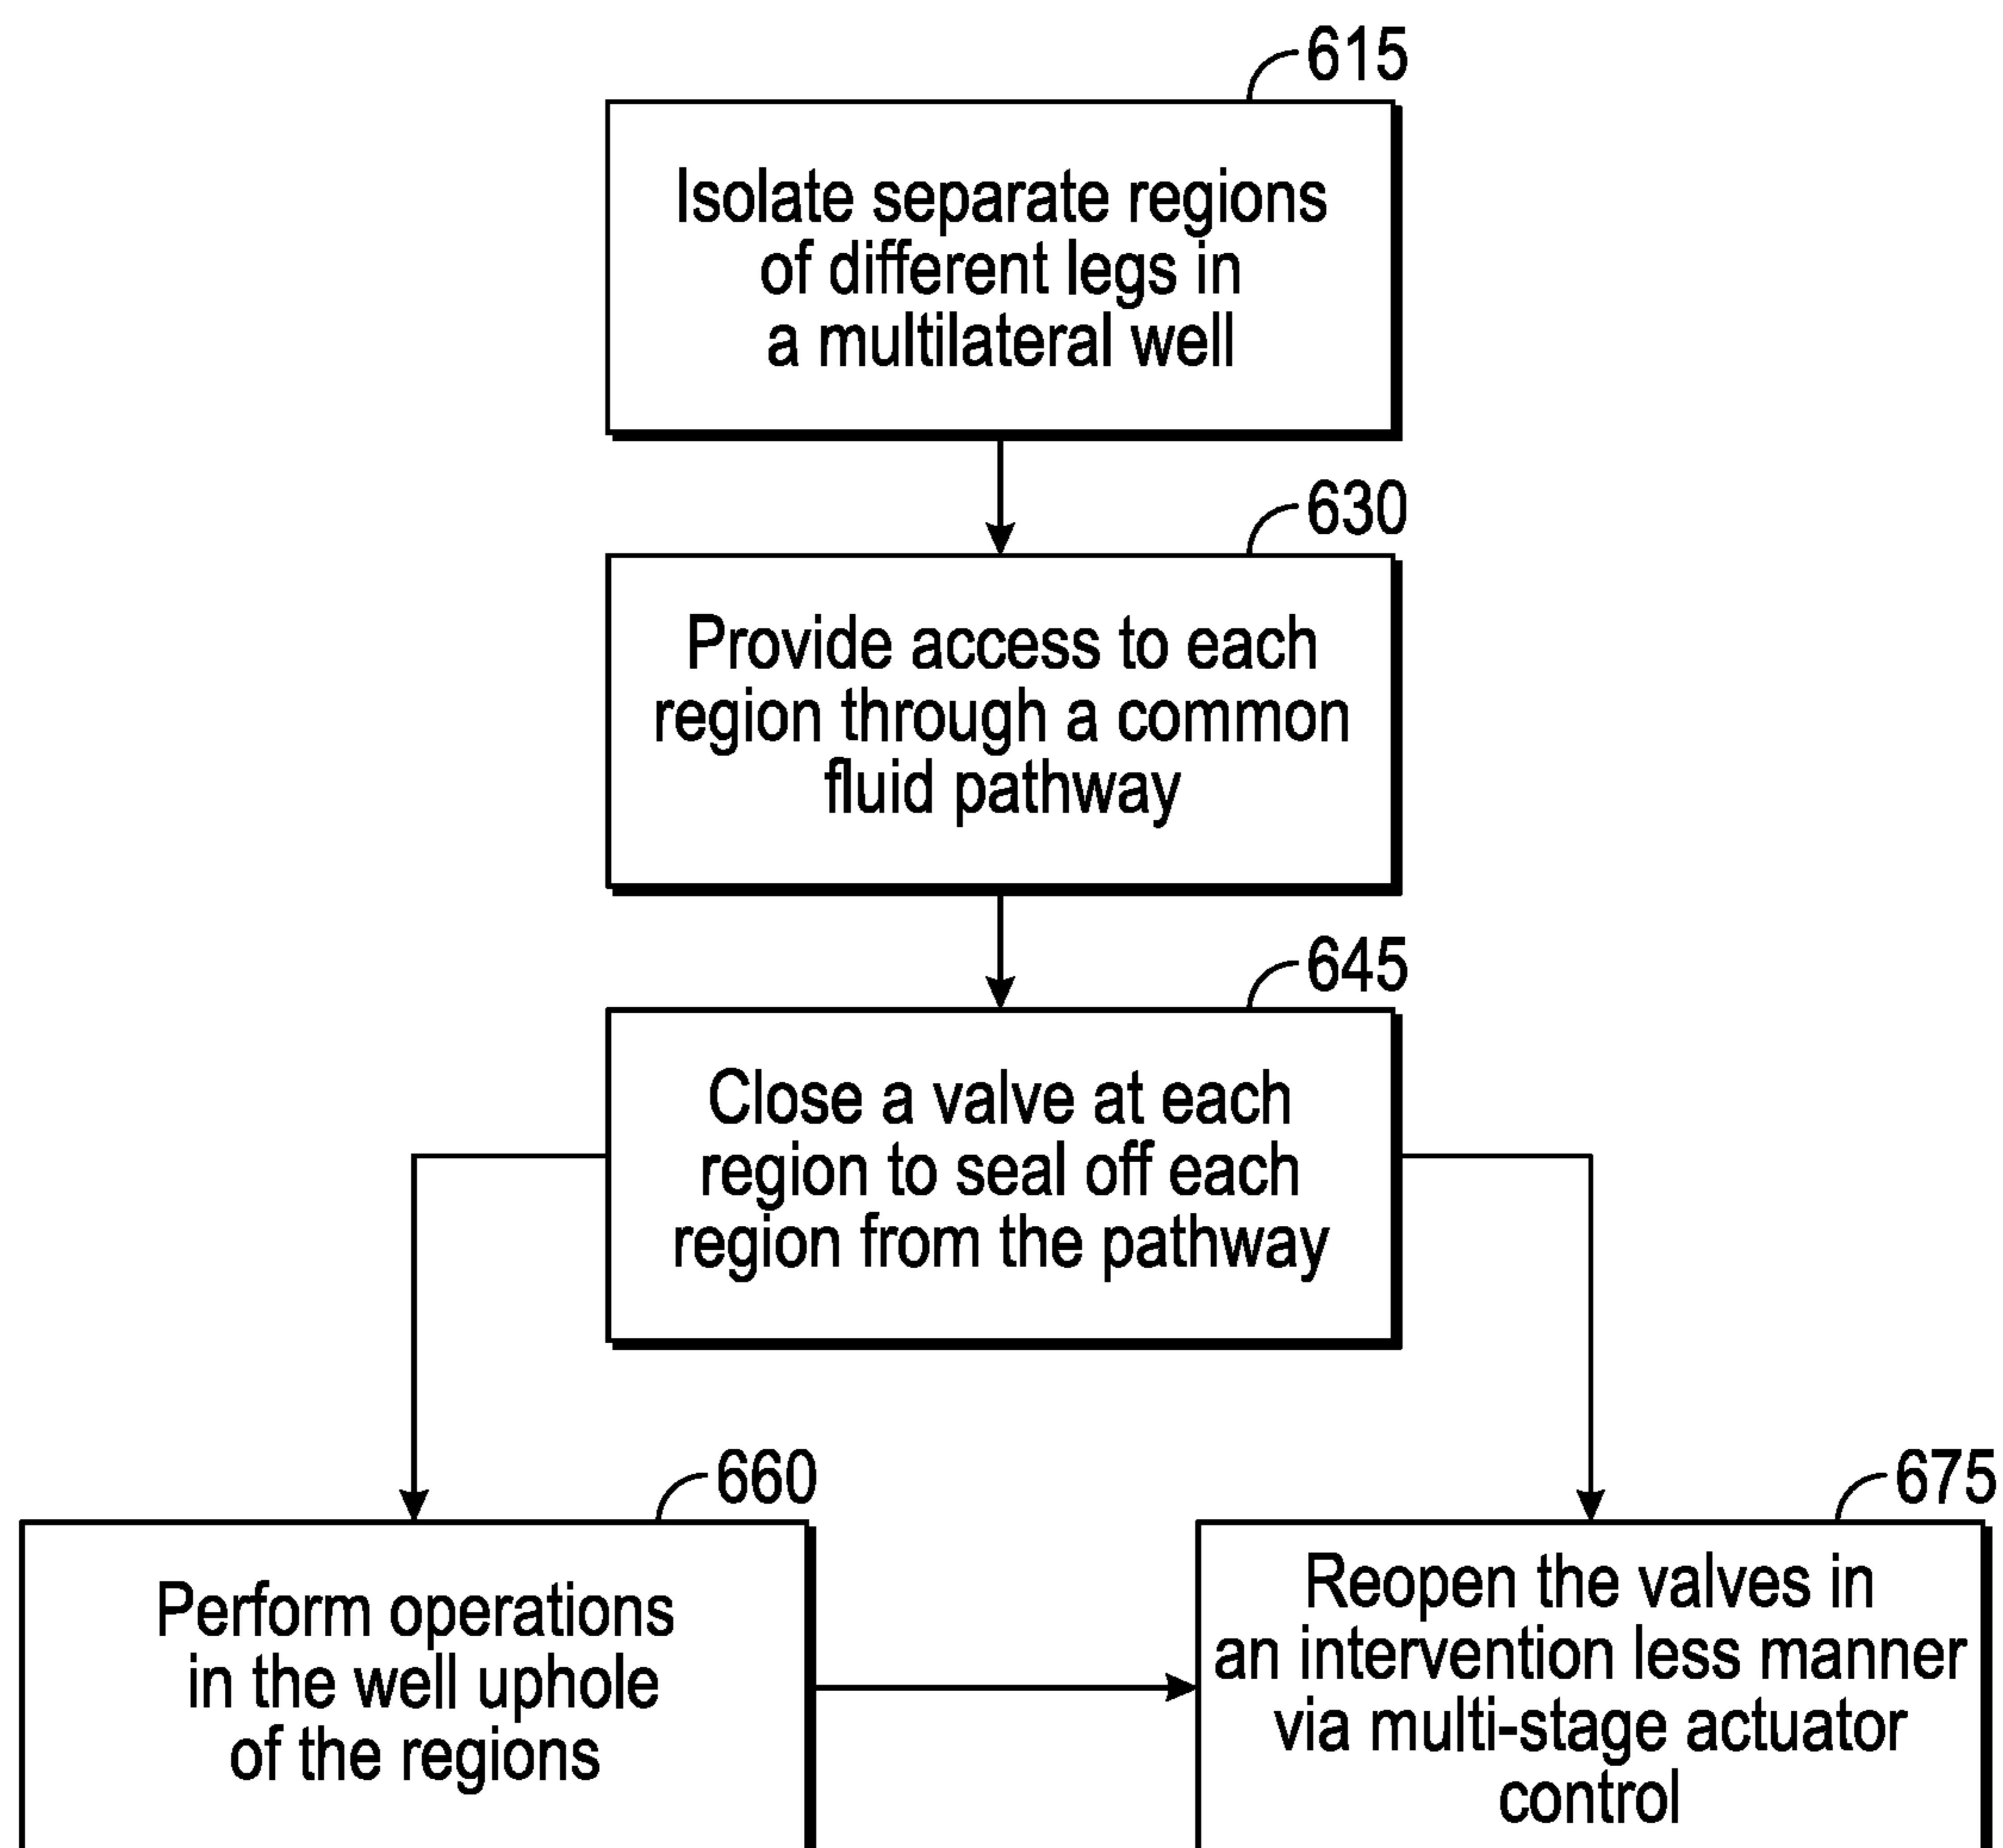 615
Isolate separate regions
of different legs in
a multilateral well
630
Provide access to each
region through a common
fluid pathway
645
Close a valve at each
region to seal off each
region from the pathway
660
Perform operations
in the well uphole
of the regions
675
Reopen the valves in
an intervention less manner
via multi-stage actuator
control